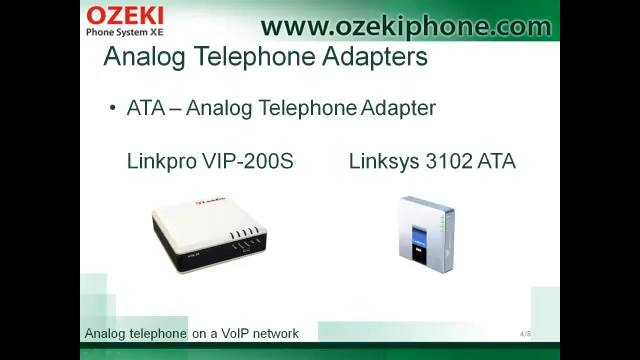 OZEKI
Phone System XE
www.ozekiphone.com
Analog Telephone Adapters
• ATA – Analog Telephone Adapter
Linkpro VIP-200S
Linksys 3102 ATA
Analog telephone on a VoIP network
4/8